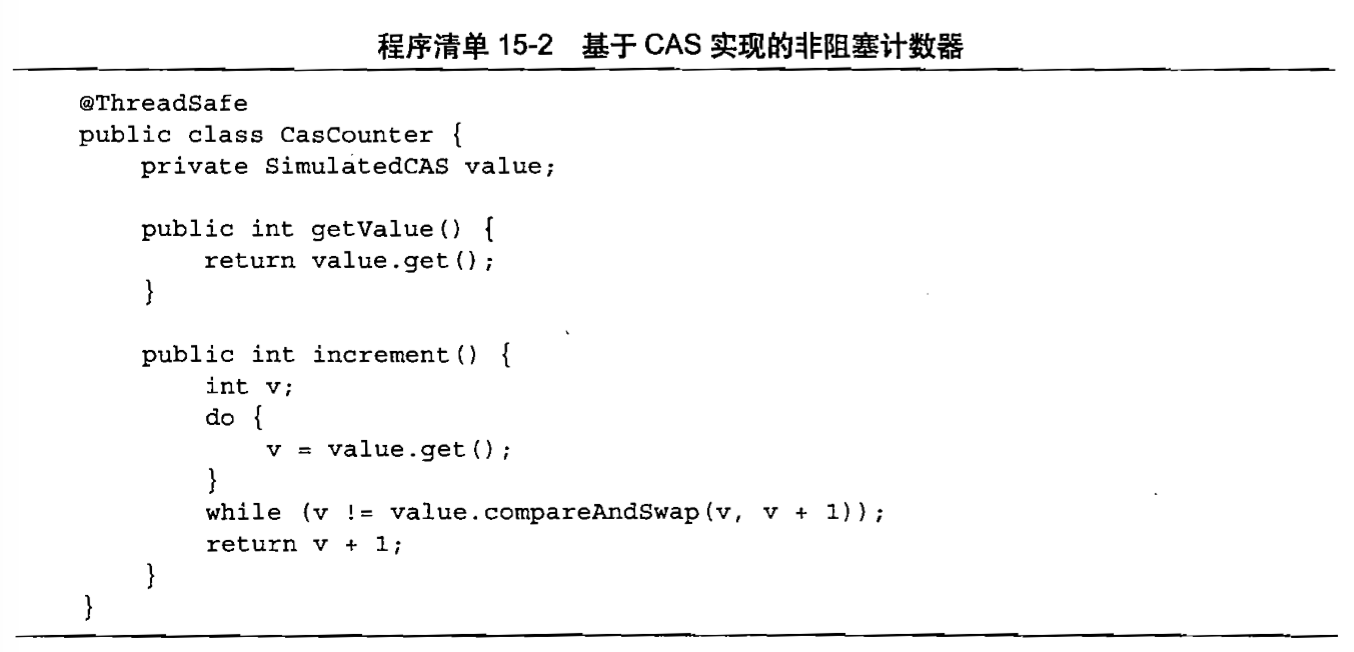 程序清单 15-2 基于 CAS 实现的非阻塞计数器
@ThreadSafe
public class CasCounter {
    private SimulatedCAS value;
    public int getValue() {
        return value.get();
    }
    public int increment() {
        int v;
        do {
            v = value.get();
        }
        while (v != value.compareAndSwap(v, v + 1));
        return v + 1;
    }
}